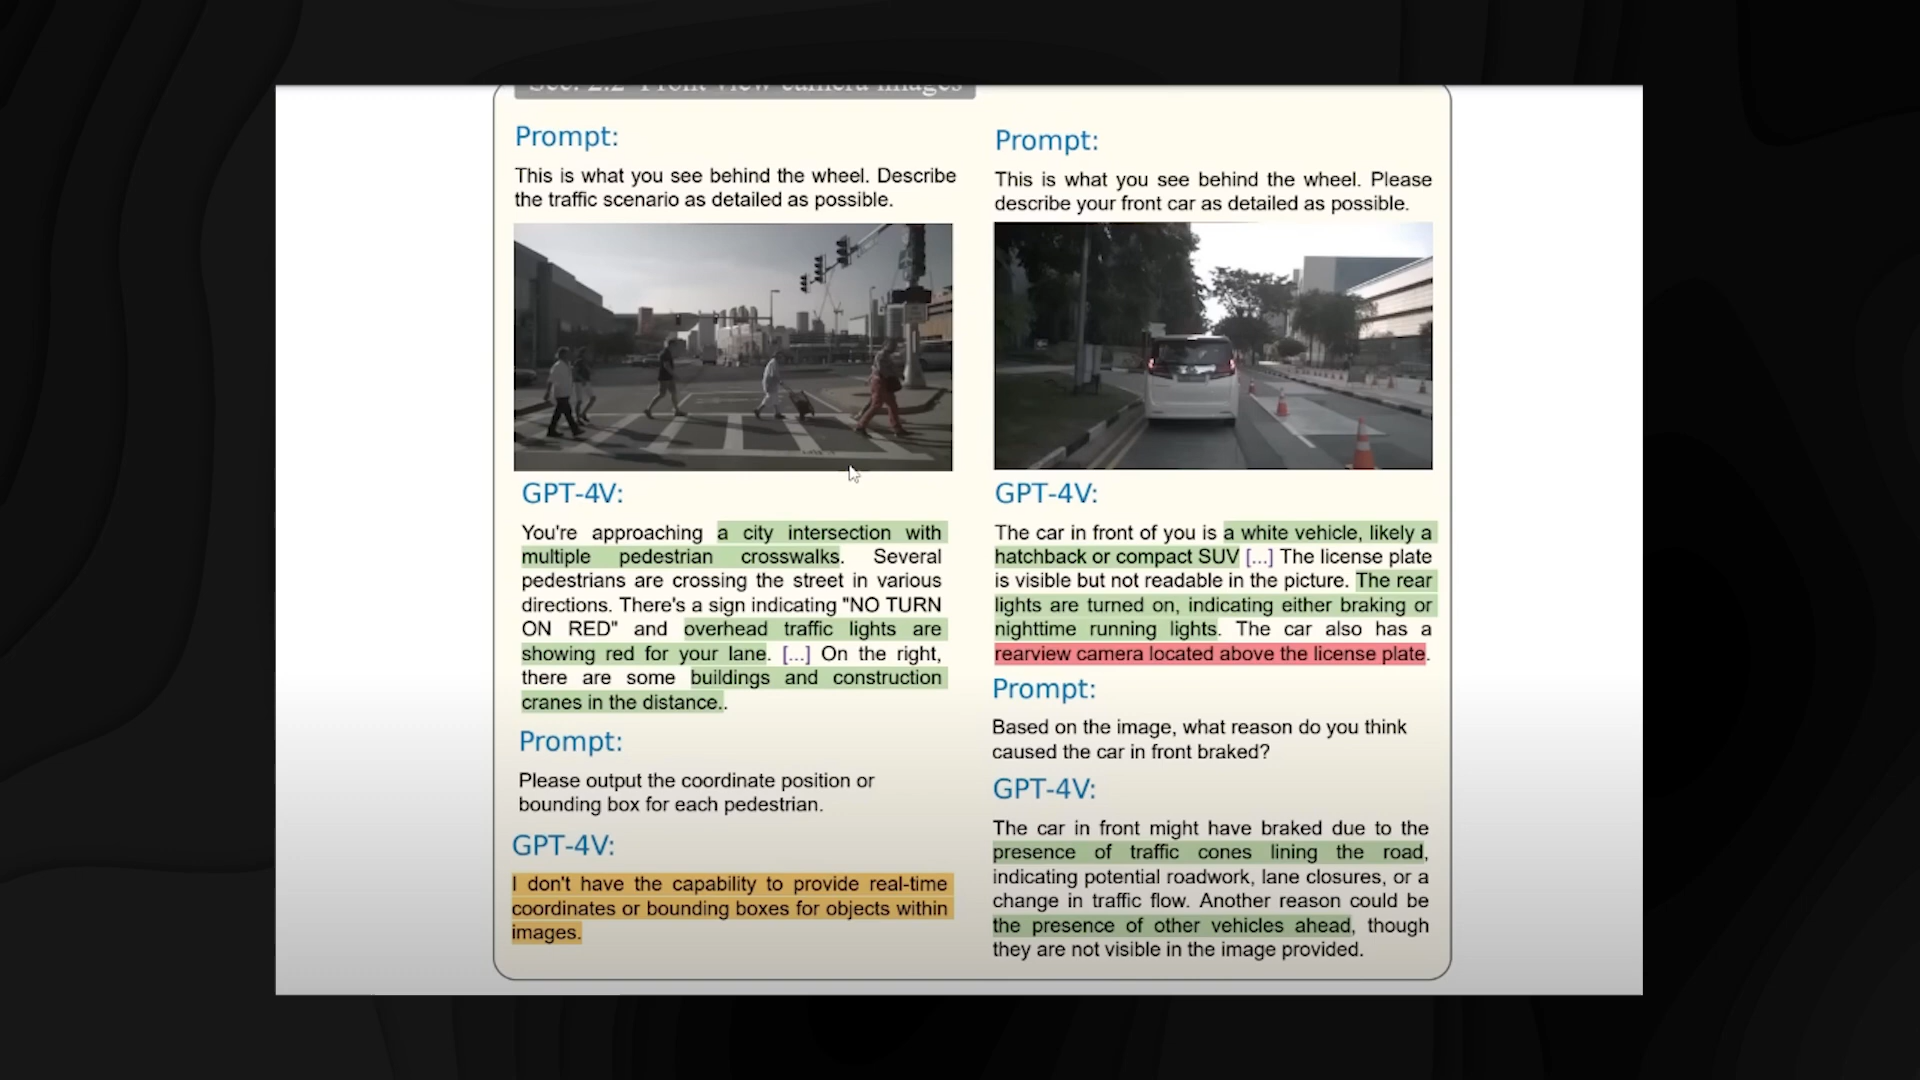 Sec. 2.2 Front view camera images
Prompt:
This is what you see behind the wheel. Describe
the traffic scenario as detailed as possible.
GPT-4V:
You're approaching a city intersection with
multiple pedestrian crosswalks. Several
pedestrians are crossing the street in various
directions. There's a sign indicating "NO TURN
ON RED" and overhead traffic lights are
showing red for your lane. [...] On the right,
there are some buildings and construction
cranes in the distance..
Prompt:
Please output the coordinate position or
bounding box for each pedestrian.
GPT-4V:
I don't have the capability to provide real-time
coordinates or bounding boxes for objects within
images.
Prompt:
This is what you see behind the wheel. Please
describe your front car as detailed as possible.
GPT-4V:
The car in front of you is a white vehicle, likely a
hatchback or compact SUV [...] The license plate
is visible but not readable in the picture. The rear
lights are turned on, indicating either braking or
nighttime running lights. The car also has a
rearview camera located above the license plate.
Prompt:
Based on the image, what reason do you think
caused the car in front braked?
GPT-4V:
The car in front might have braked due to the
presence of traffic cones lining the road,
indicating potential roadwork, lane closures, or a
change in traffic flow. Another reason could be
the presence of other vehicles ahead, though
they are not visible in the image provided.